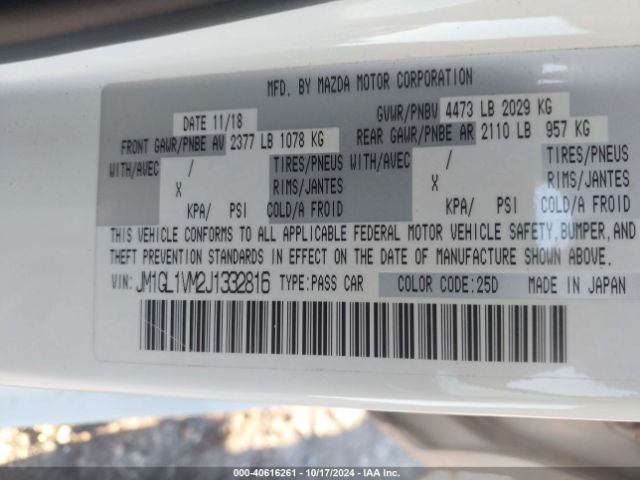 MFD. BY MAZDA MOTOR CORPORATION
DATE 11/18 GVWR/PNBV 4473 LB 2029 KG
FRONT GAWR/PNBE AV 2377 LB 1078 KG REAR GAWR/PNBE AR 2110 LB 957 KG
WITH/AVEC / TIRES/PNEUS WITH/AVEC / TIRES/PNEUS
X RIMS/JANTES X RIMS/JANTES
KPA/ PSI COLD/A FROID KPA/ PSI COLD/A FROID
THIS VEHICLE CONFORMS TO ALL APPLICABLE FEDERAL MOTOR VEHICLE SAFETY, BUMPER, AND
THEFT PREVENTION STANDARDS IN EFFECT ON THE DATE OF MANUFACTURE SHOWN ABOVE.
VIN: JM1GL1VM2J1332816 TYPE: PASS CAR COLOR CODE: 25D MADE IN JAPAN
000-40616261 - 10/17/2024 - IAA Inc.